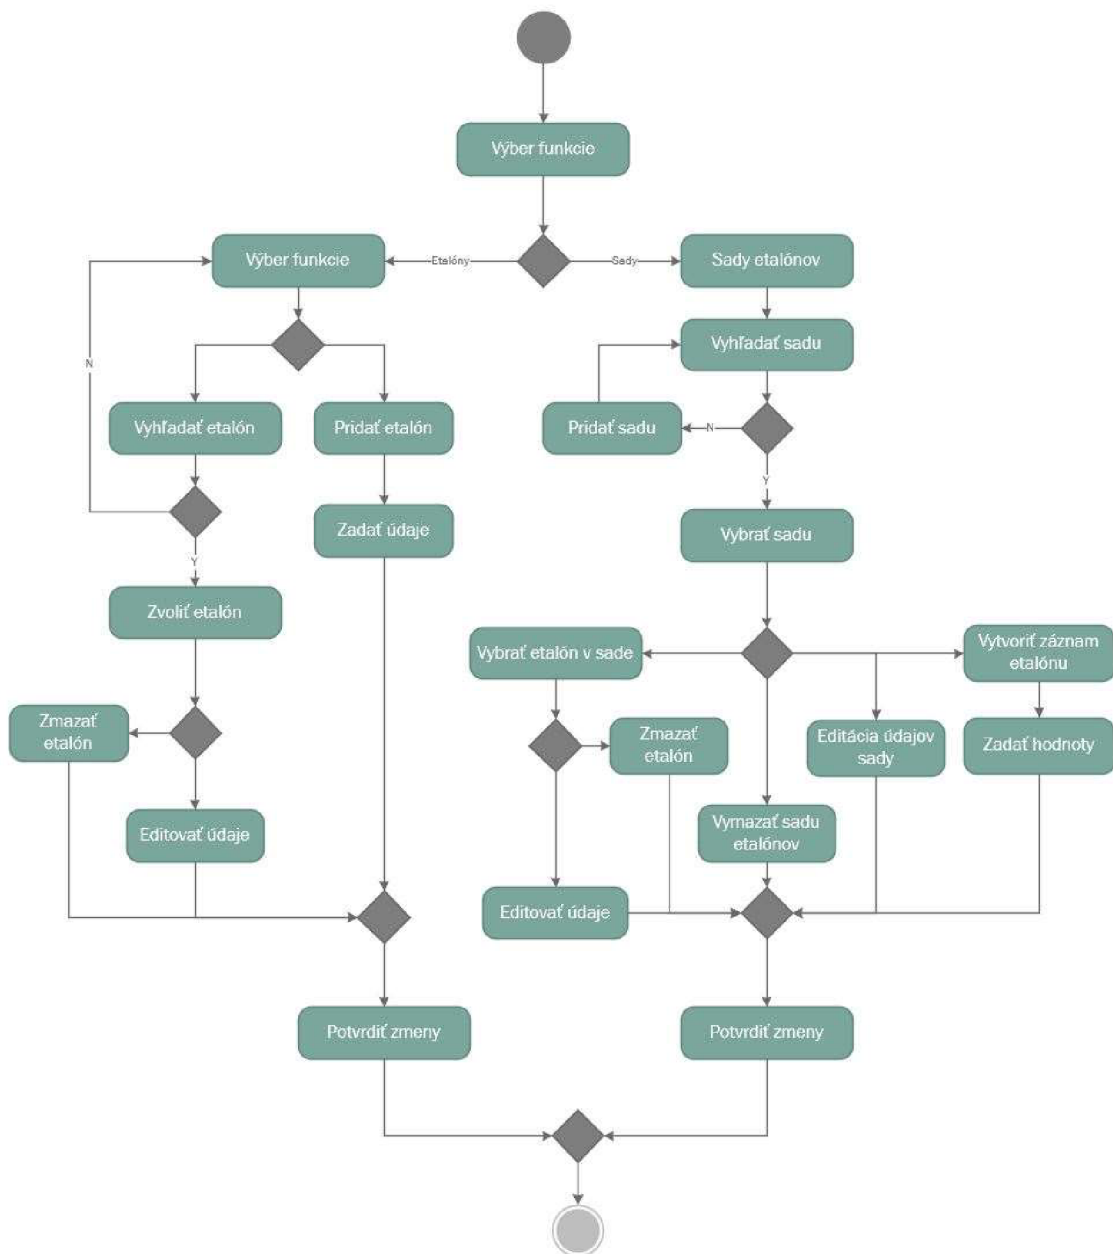 Výber funkcie
Výber funkcie
Etalóny
Sady
Sady etalónov
Vyhľadať sadu
N
Vyhľadať etalón
Pridať etalón
Pridať sadu
N
Y
Zadať údaje
Vybrať sadu
Y
Zvoliť etalón
Vybrať etalón v sade
Vytvoriť záznam
etalónu
Zmazať
etalón
Zmazať
etalón
Editácia údajov
sady
Zadať hodnoty
Editovať údaje
Vymazať sadu
etalónov
Editovať údaje
Potvrdiť zmeny
Potvrdiť zmeny